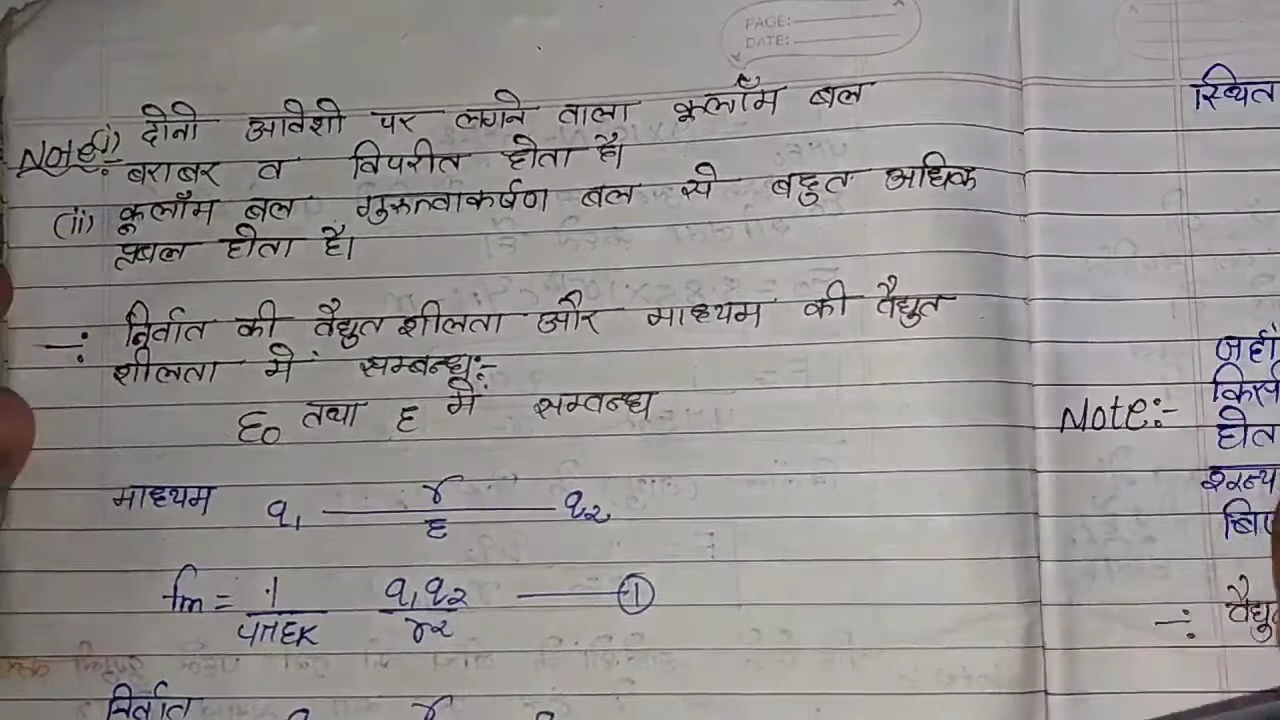 PAGE:
DATE:
Note:- (i) दोनो आवेशो पर लगने वाला कूलॉम बल
बराबर व विपरीत होता है।
(ii) कूलॉम बल गुरुत्वाकर्षण बल से बहुत अधिक
प्रबल होता है।
निर्वात की वैद्युत शीलता और माध्यम की वैद्युत
शीलता में सम्बन्ध:-
ε₀ तथा ε में सम्बन्ध
माध्यम q₁ r q₂
ε
fm = 1/4πεK q₁q₂/r² ①
निर्वात r
स्थित
जहाँ
Note:-
होत
वैद्यु